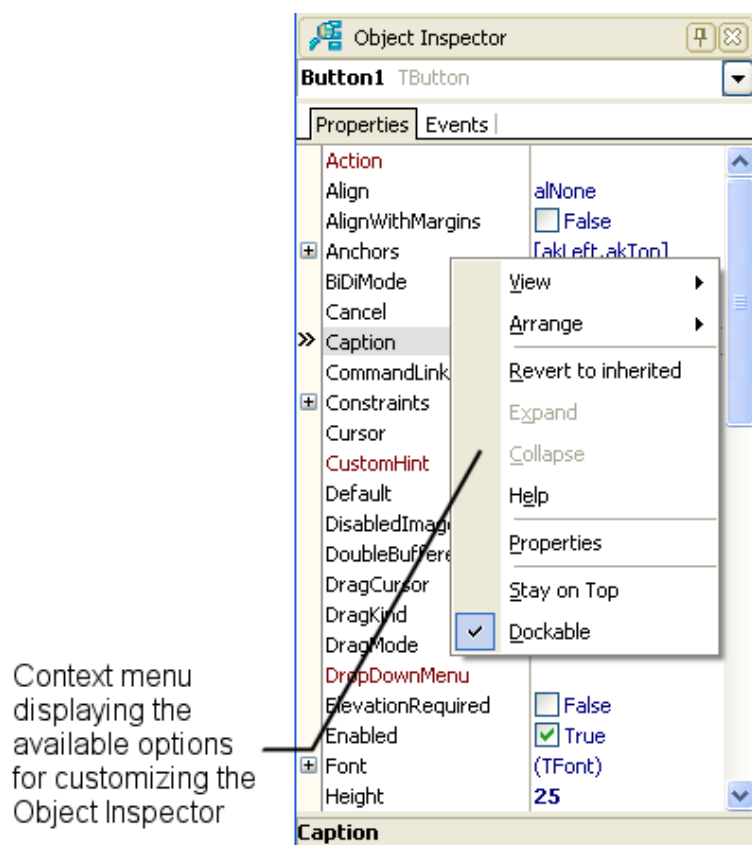 Object Inspector
Button1 TButton
Properties Events
Action
Align alNone
AlignWithMargins False
Anchors [akLeft,akTop]
BiDiMode
Cancel
Caption
CommandLink
Constraints
Cursor
CustomHint
Default
DisabledImag
DoubleBuffere
DragCursor
DragKind
DragMode
DropDownMenu
ElevationRequired False
Enabled True
Font (TFont)
Height 25
Caption
View
Arrange
Revert to inherited
Expand
Collapse
Help
Properties
Stay on Top
Dockable
Context menu
displaying the
available options
for customizing the
Object Inspector